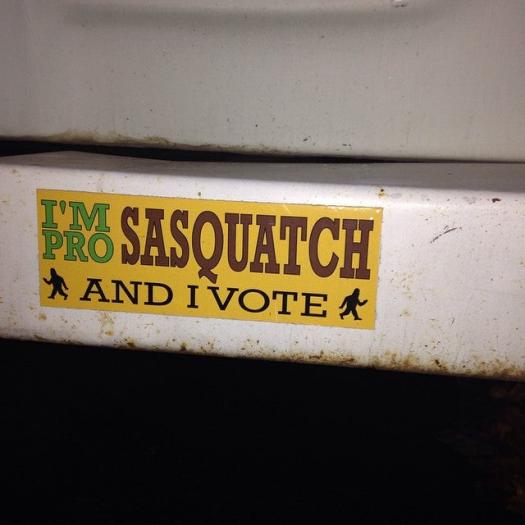 I'M
PRO SASQUATCH
AND I VOTE